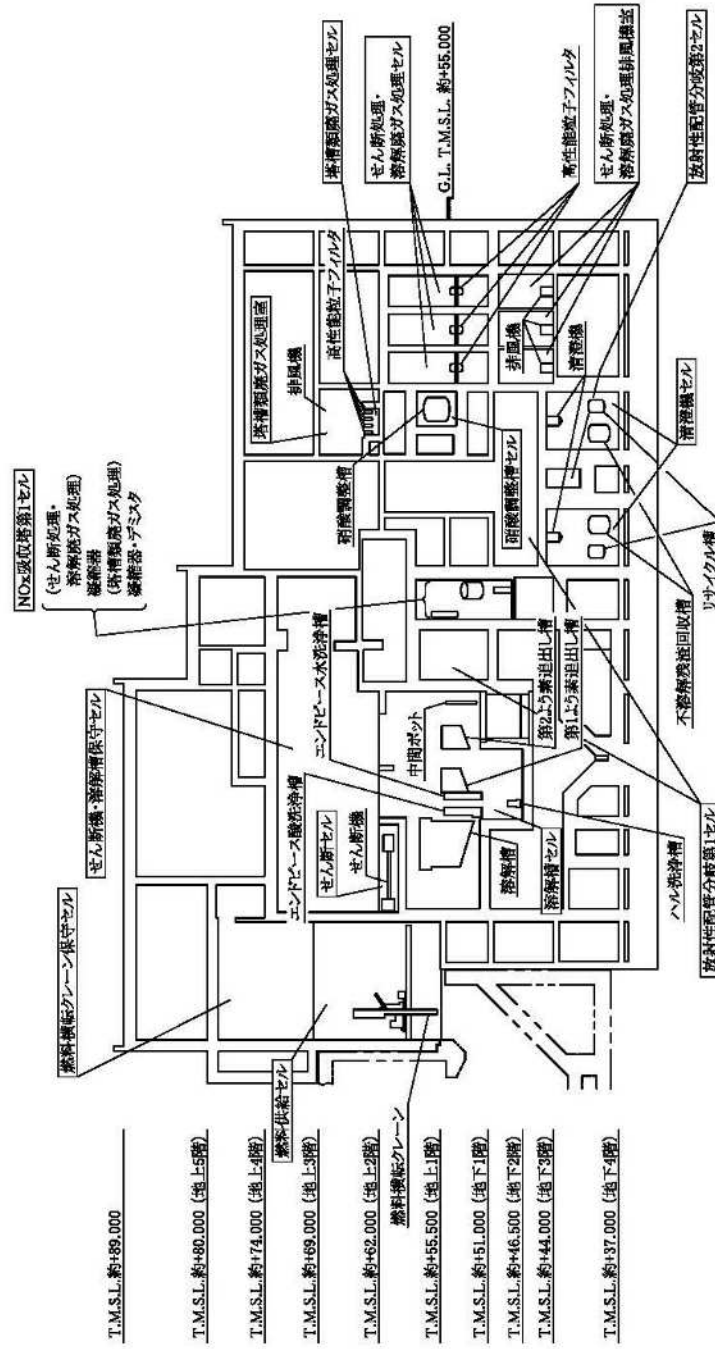 T.M.S.L.約+89.000
T.M.S.L.約+80.000（地上5階）
T.M.S.L.約+74.000（地上4階）
T.M.S.L.約+69.000（地上3階）
T.M.S.L.約+62.000（地上2階）
T.M.S.L.約+55.500（地上1階）
T.M.S.L.約+51.000（地下1階）
T.M.S.L.約+46.500（地下2階）
T.M.S.L.約+44.000（地下3階）
T.M.S.L.約+37.000（地下4階）
燃料横転クレーン保守セル
燃料供給セル
燃料横転クレーン
せん断機・溶解槽保守セル
エンドピース酸洗浄槽
せん断セル
せん断機
エンドピース水洗浄槽
中間ポット
第2よう素追出し槽
第1よう素追出し槽
溶解槽
溶解槽セル
ハル洗浄槽
放射性配管分岐第1セル
NOx吸収塔第1セル
（せん断処理・
溶解廃ガス処理）
凝縮器
（塔槽類廃ガス処理）
凝縮器・デミスタ
硝酸調整槽
硝酸調整槽セル
不溶解残渣回収槽
リサイクル槽
清澄機セル
清澄機
排風機
塔槽類廃ガス処理室
排風機
高性能粒子フィルタ
塔槽類廃ガス処理セル
せん断処理・
溶解廃ガス処理セル
G.L. T.M.S.L. 約+55.000
高性能粒子フィルタ
せん断処理・
溶解廃ガス処理排風機室
放射性配管分岐第2セル